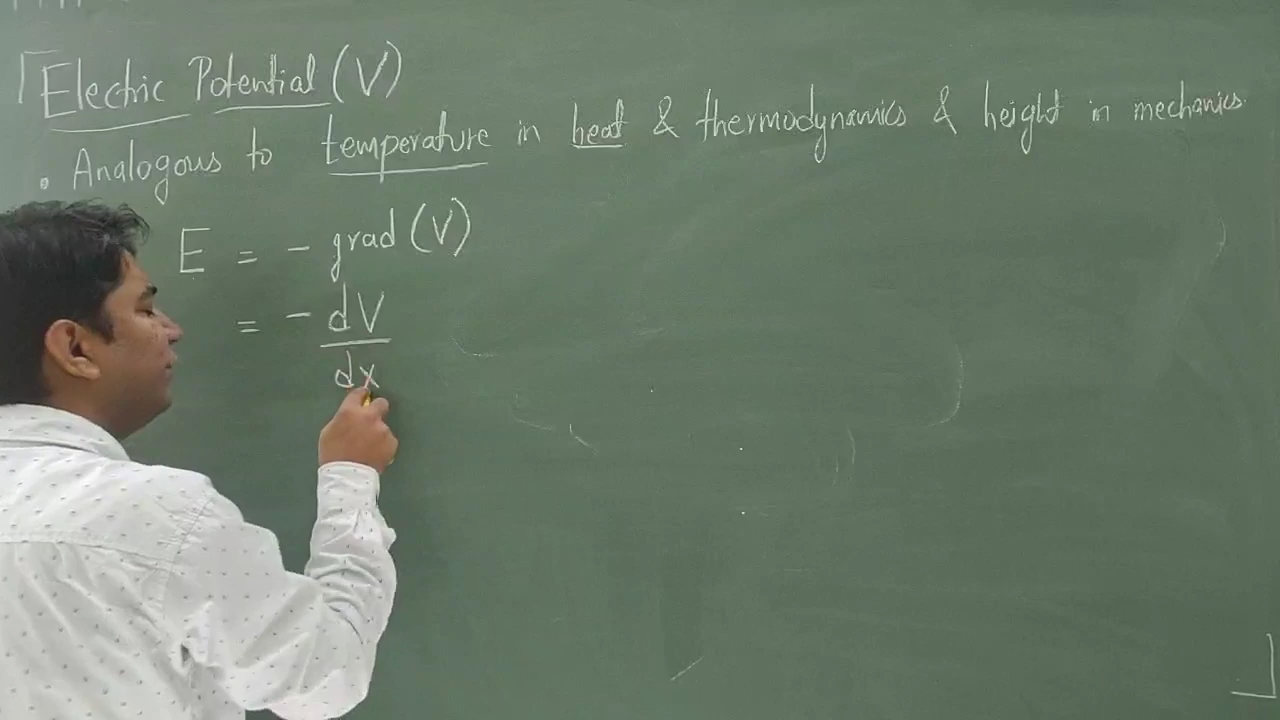 Electric Potential (V)
• Analogous to temperature in heat & thermodynamics & height in mechanics.
E = - grad (V)
= - dV
dx